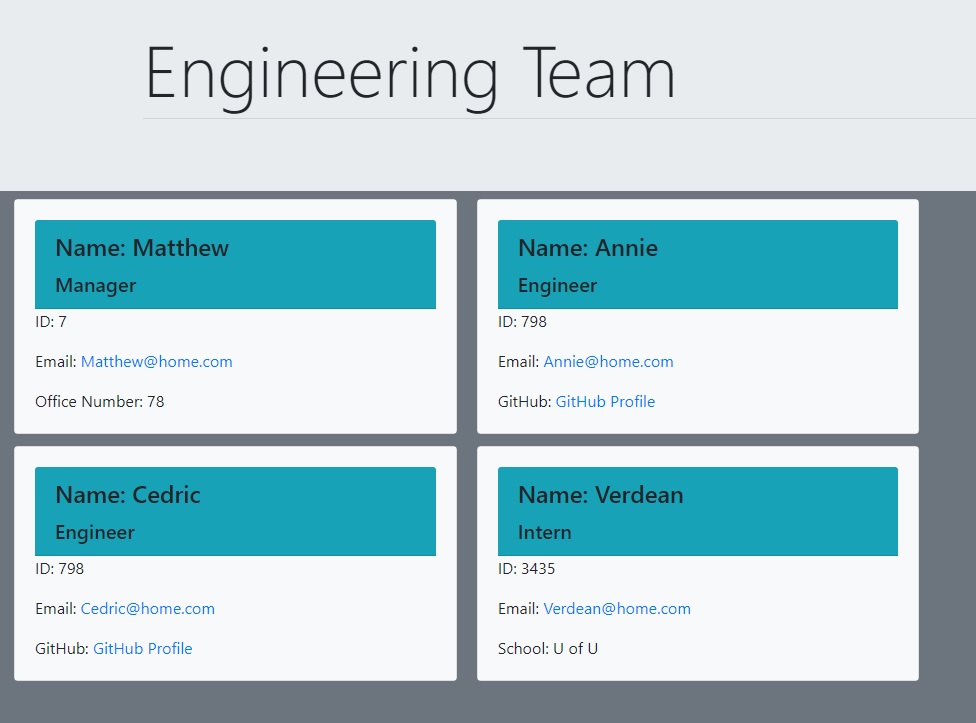 Engineering Team
Name: Matthew
Manager
ID: 7
Email: Matthew@home.com
Office Number: 78
Name: Annie
Engineer
ID: 798
Email: Annie@home.com
GitHub: GitHub Profile
Name: Cedric
Engineer
ID: 798
Email: Cedric@home.com
GitHub: GitHub Profile
Name: Verdean
Intern
ID: 3435
Email: Verdean@home.com
School: U of U